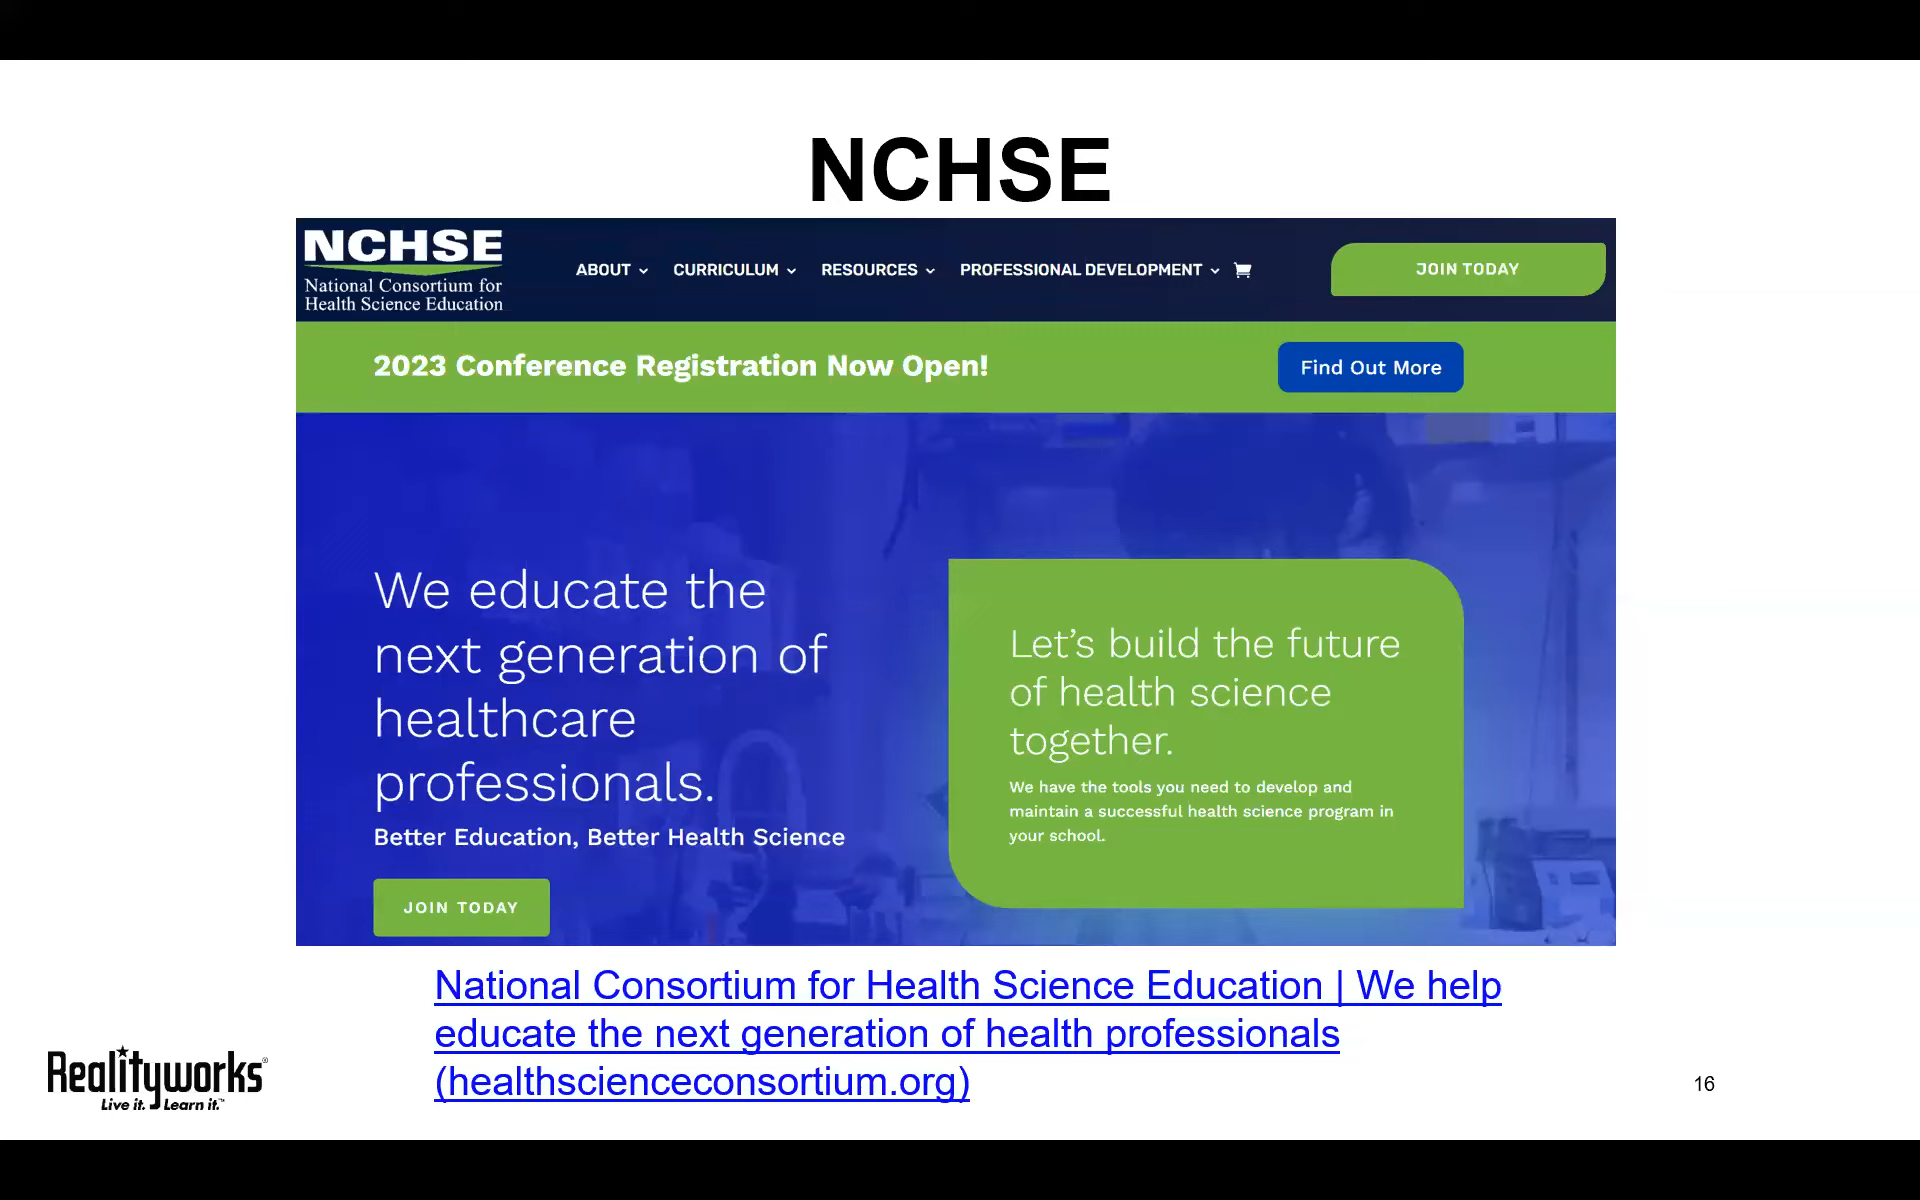 NCHSE
NCHSE
National Consortium for
Health Science Education
ABOUT
CURRICULUM
RESOURCES
PROFESSIONAL DEVELOPMENT
JOIN TODAY
2023 Conference Registration Now Open!
Find Out More
We educate the
next generation of
healthcare
professionals.
Better Education, Better Health Science
JOIN TODAY
Let's build the future
of health science
together.
We have the tools you need to develop and
maintain a successful health science program in
your school.
National Consortium for Health Science Education | We help
educate the next generation of health professionals
(healthscienceconsortium.org)
Realityworks®
Live it. Learn it.™
16